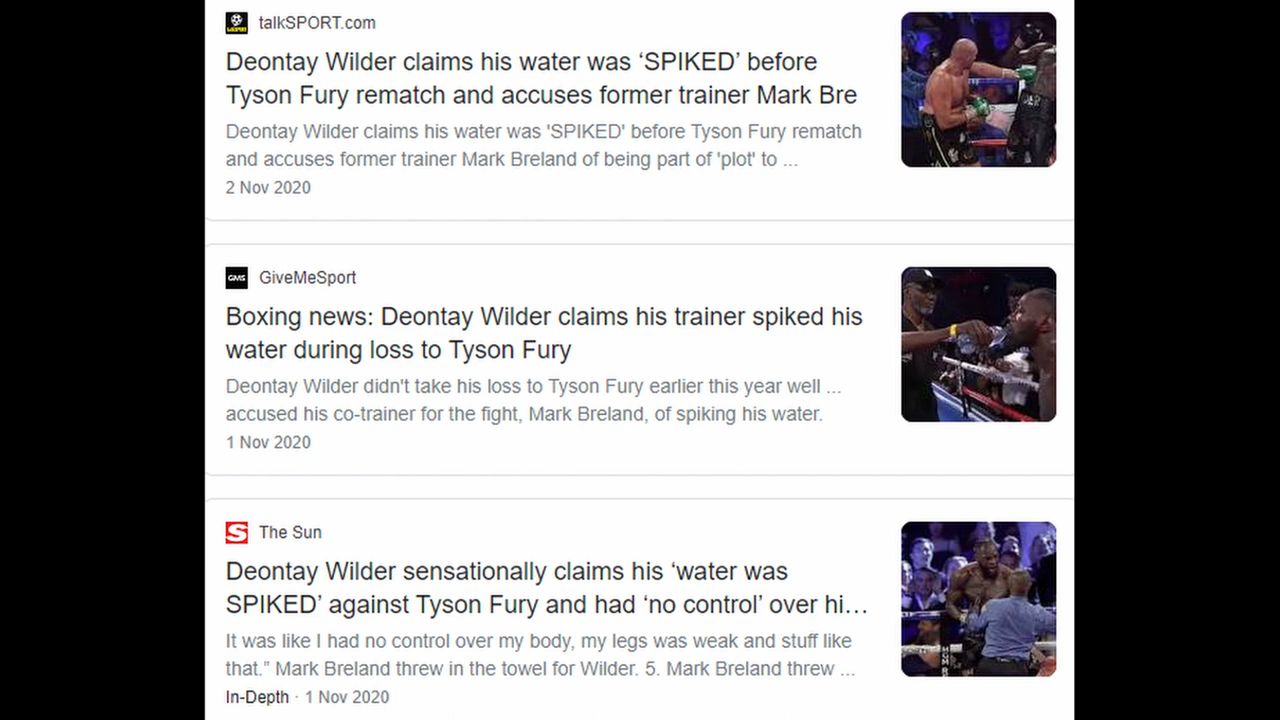 talkSPORT.com
Deontay Wilder claims his water was ‘SPIKED’ before
Tyson Fury rematch and accuses former trainer Mark Bre
Deontay Wilder claims his water was 'SPIKED' before Tyson Fury rematch
and accuses former trainer Mark Breland of being part of 'plot' to ...
2 Nov 2020
GMS
GiveMeSport
Boxing news: Deontay Wilder claims his trainer spiked his
water during loss to Tyson Fury
Deontay Wilder didn't take his loss to Tyson Fury earlier this year well ...
accused his co-trainer for the fight, Mark Breland, of spiking his water.
1 Nov 2020
S
The Sun
Deontay Wilder sensationally claims his ‘water was
SPIKED’ against Tyson Fury and had ‘no control’ over hi...
It was like I had no control over my body, my legs was weak and stuff like
that.” Mark Breland threw in the towel for Wilder. 5. Mark Breland threw ...
In-Depth · 1 Nov 2020